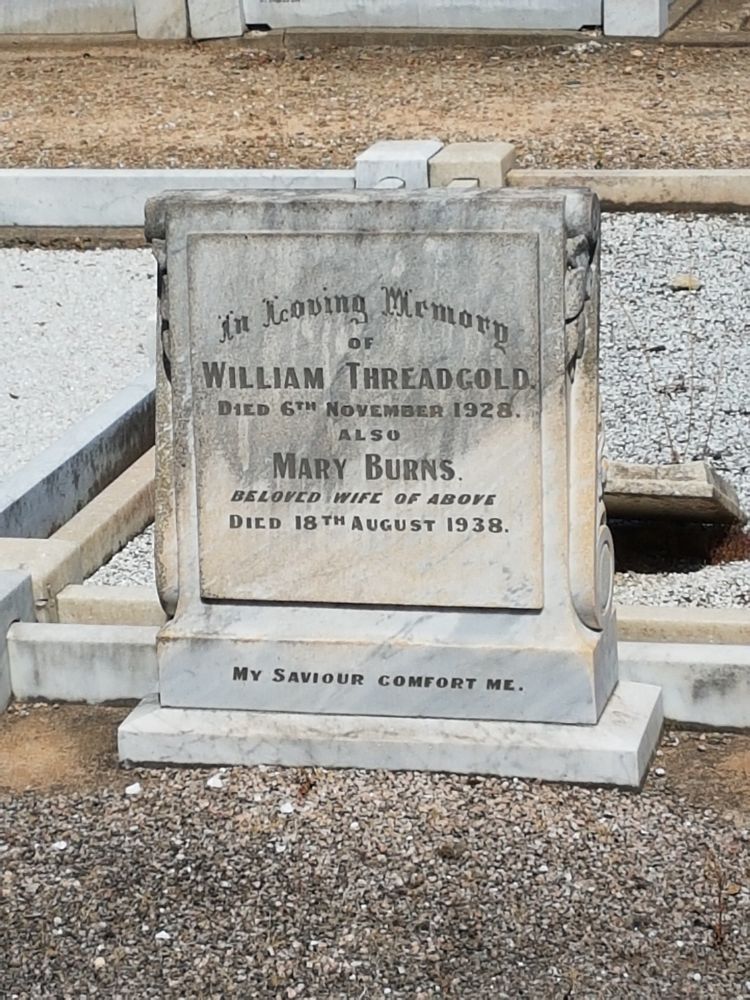 In Loving Memory
OF
WILLIAM THREADGOLD.
DIED 6TH NOVEMBER 1928.
ALSO
MARY BURNS.
BELOVED WIFE OF ABOVE
DIED 18TH AUGUST 1938.
MY SAVIOUR COMFORT ME.